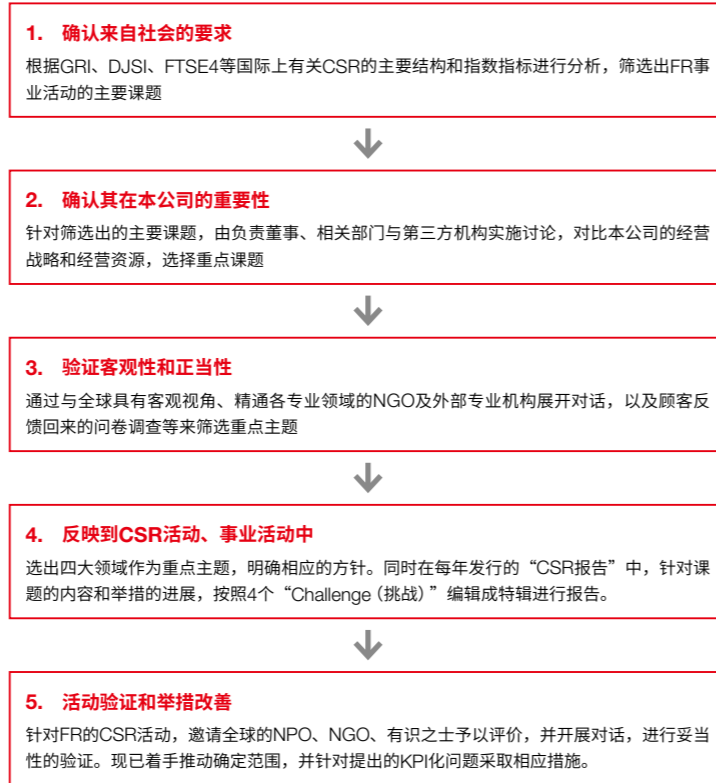 1. 确认来自社会的要求
根据GRI、DJSI、FTSE4等国际上有关CSR的主要结构和指数指标进行分析，筛选出FR事
业活动的主要课题
2. 确认其在本公司的重要性
针对筛选出的主要课题，由负责董事、相关部门与第三方机构实施讨论，对比本公司的经营
战略和经营资源，选择重点课题
3. 验证客观性和正当性
通过与全球具有客观视角、精通各专业领域的NGO及外部专业机构展开对话，以及顾客反
馈回来的问卷调查等来筛选重点主题
4. 反映到CSR活动、事业活动中
选出四大领域作为重点主题，明确相应的方针。同时在每年发行的“CSR报告”中，针对课
题的内容和举措的进展，按照4个“Challenge（挑战）”编辑成特辑进行报告。
5. 活动验证和举措改善
针对FR的CSR活动，邀请全球的NPO、NGO、有识之士予以评价，并开展对话，进行妥当
性的验证。现已着手推动确定范围，并针对提出的KPI化问题采取相应措施。